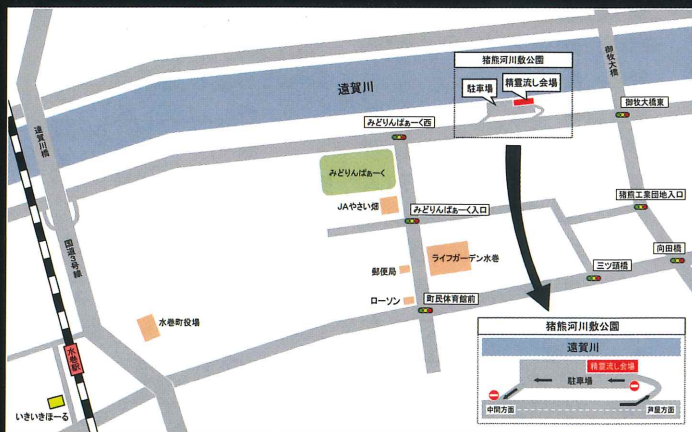 猪熊河川敷公園
駐車場
精霊流し会場
御牧大橋
遠賀川
御牧大橋東
みどりんぱぁーく西
遠賀川橋
みどりんぱぁーく
猪熊工業団地入口
JAやさい畑
みどりんぱぁーく入口
国道3号線
ライフガーデン水巻
向田橋
郵便局
三ツ頭橋
ローソン
町民体育館前
水巻町役場
水巻駅
いきいきほーる
猪熊河川敷公園
遠賀川
精霊流し会場
駐車場
中間方面
芦屋方面